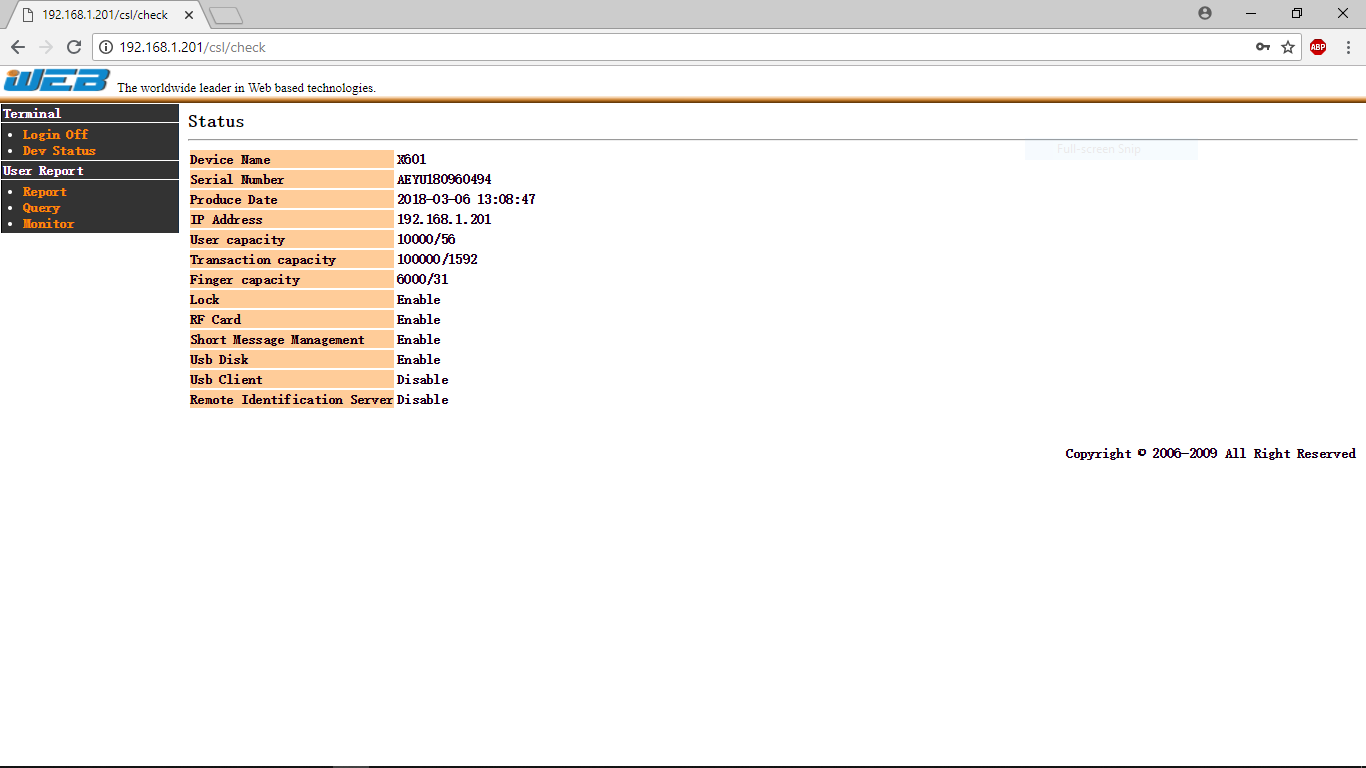 192.168.1.201/csl/check
192.168.1.201/csl/check
ABP
iWEB The worldwide leader in Web based technologies.
Terminal
Login Off
Dev Status
User Report
Report
Query
Monitor
Status
Full-screen Snip
Device Name X601
Serial Number AEYU180960494
Produce Date 2018-03-06 13:08:47
IP Address 192.168.1.201
User capacity 10000/56
Transaction capacity 100000/1592
Finger capacity 6000/31
Lock Enable
RF Card Enable
Short Message Management Enable
Usb Disk Enable
Usb Client Disable
Remote Identification Server Disable
Copyright © 2006-2009 All Right Reserved